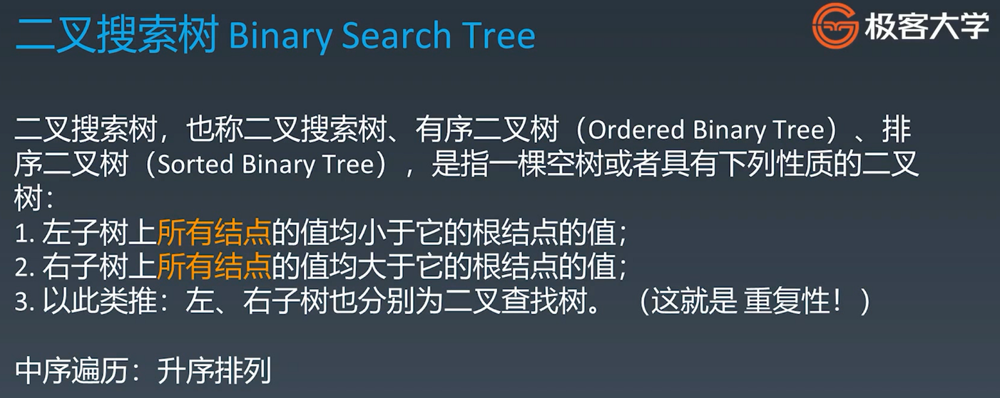 二叉搜索树 Binary Search Tree
极客大学
二叉搜索树，也称二叉搜索树、有序二叉树（Ordered Binary Tree）、排
序二叉树（Sorted Binary Tree），是指一棵空树或者具有下列性质的二叉
树：
1. 左子树上所有结点的值均小于它的根结点的值；
2. 右子树上所有结点的值均大于它的根结点的值；
3. 以此类推：左、右子树也分别为二叉查找树。 （这就是 重复性！）
中序遍历：升序排列